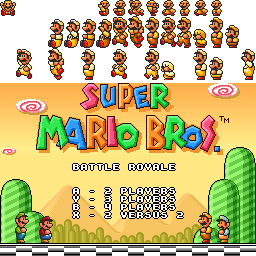 SUPER
MARIO BROS.™
BATTLE ROYALE
A - 2 PLAYERS
Y - 3 PLAYERS
B - 4 PLAYERS
X - 2 VERSUS 2